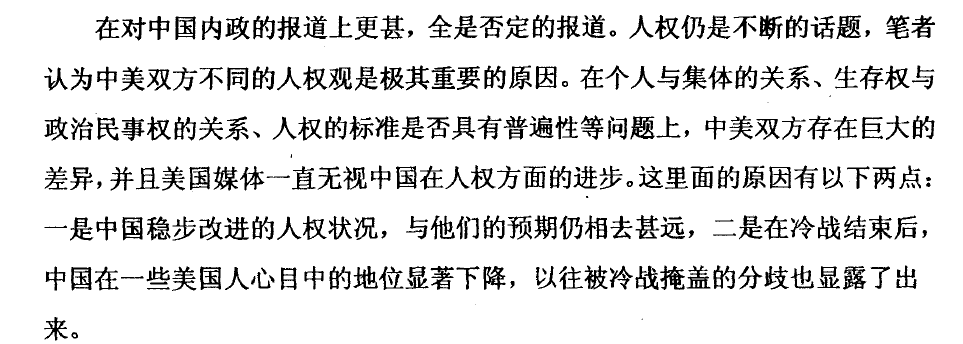 在对中国内政的报道上更甚，全是否定的报道。人权仍是不断的话题，笔者
认为中美双方不同的人权观是极其重要的原因。在个人与集体的关系、生存权与
政治民事权的关系、人权的标准是否具有普遍性等问题上，中美双方存在巨大的
差异，并且美国媒体一直无视中国在人权方面的进步。这里面的原因有以下两点：
一是中国稳步改进的人权状况，与他们的预期仍相去甚远，二是在冷战结束后，
中国在一些美国人心目中的地位显著下降，以往被冷战掩盖的分歧也显露了出
来。